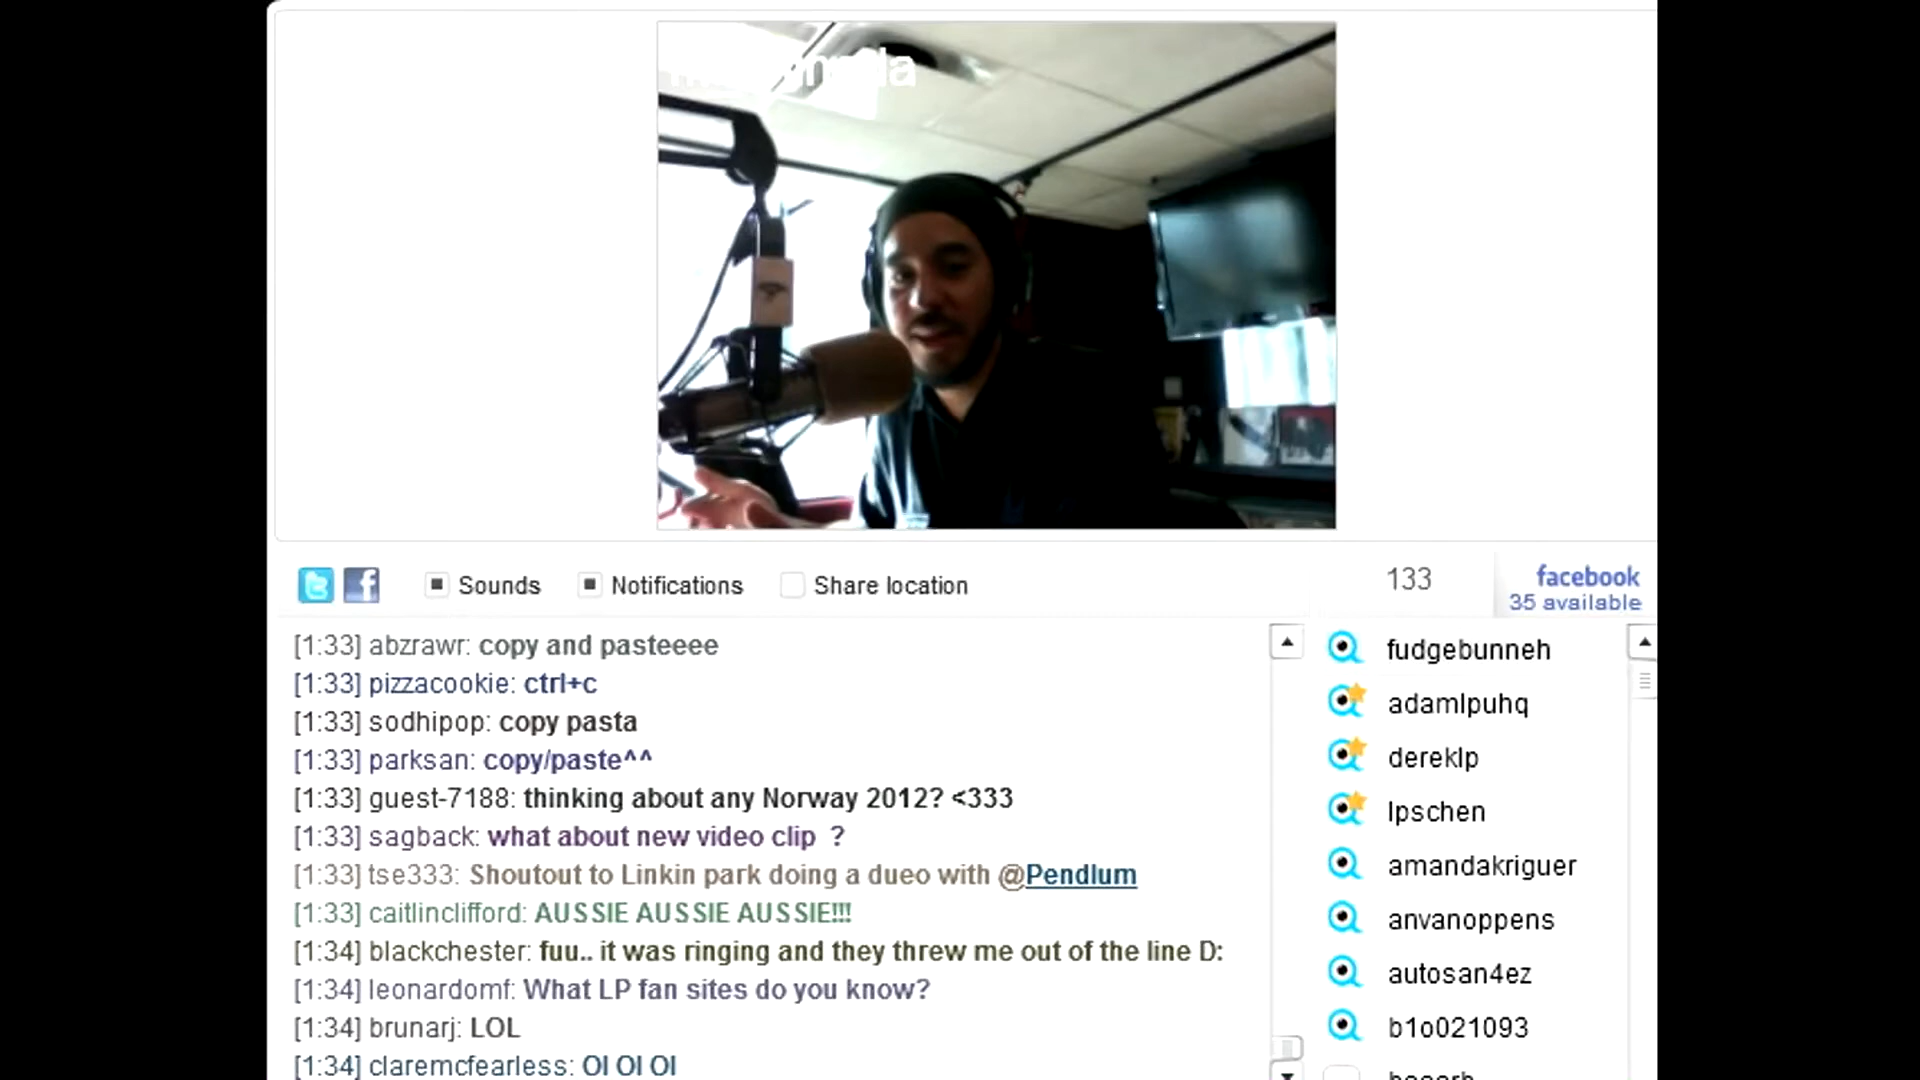 Sounds Notifications Share location 133 facebook
35 available
[1:33] abzrawr: copy and pasteeee
[1:33] pizzacookie: ctrl+c
[1:33] sodhipop: copy pasta
[1:33] parksan: copy/paste^^
[1:33] guest-7188: thinking about any Norway 2012? <333
[1:33] sagback: what about new video clip ?
[1:33] tse333: Shoutout to Linkin park doing a dueo with @Pendlum
[1:33] caitlinclifford: AUSSIE AUSSIE AUSSIE!!!
[1:34] blackchester: fuu.. it was ringing and they threw me out of the line D:
[1:34] leonardomf: What LP fan sites do you know?
[1:34] brunarj: LOL
[1:34] claremcfearless: OI OI OI
fudgebunneh
adamlpuhq
dereklp
lpschen
amandakriguer
anvanoppens
autosan4ez
b1o021093